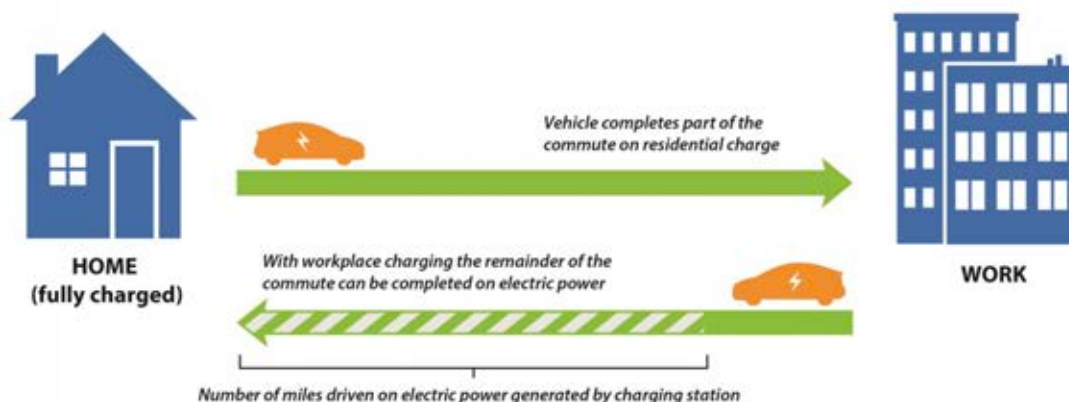 Vehicle completes part of the
commute on residential charge
HOME
(fully charged)
With workplace charging the remainder of the
commute can be completed on electric power
WORK
Number of miles driven on electric power generated by charging station